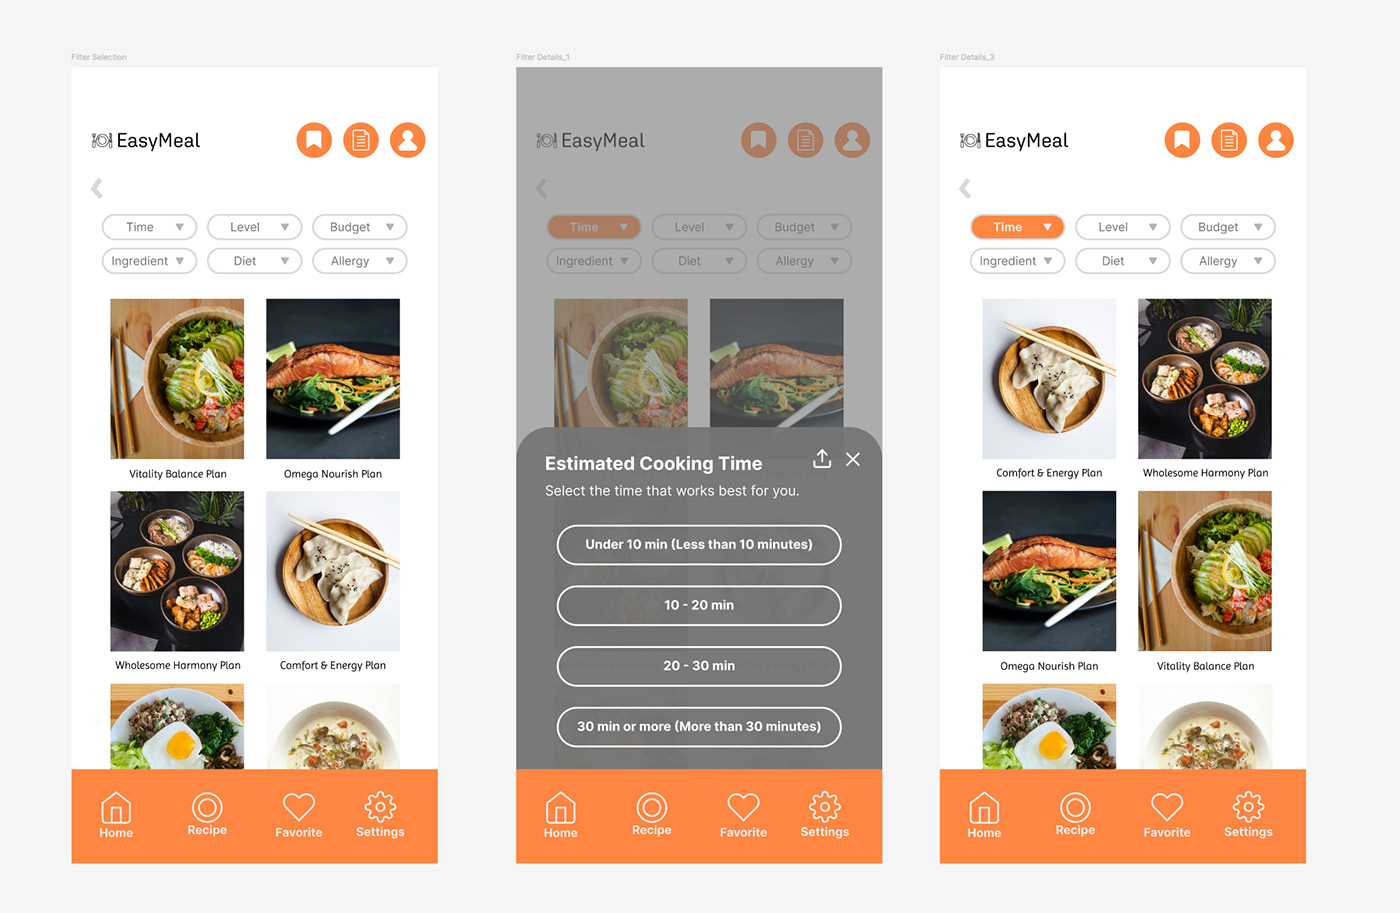 Filter Selection
EasyMeal
Time
Level
Budget
Ingredient
Diet
Allergy
Vitality Balance Plan
Omega Nourish Plan
Wholesome Harmony Plan
Comfort & Energy Plan
Home
Recipe
Favorite
Settings
Filter Details_1
EasyMeal
Time
Level
Budget
Ingredient
Diet
Allergy
Estimated Cooking Time
Select the time that works best for you.
Under 10 min (Less than 10 minutes)
10 - 20 min
20 - 30 min
30 min or more (More than 30 minutes)
Home
Recipe
Favorite
Settings
Filter Details_3
EasyMeal
Time
Level
Budget
Ingredient
Diet
Allergy
Comfort & Energy Plan
Wholesome Harmony Plan
Omega Nourish Plan
Vitality Balance Plan
Home
Recipe
Favorite
Settings